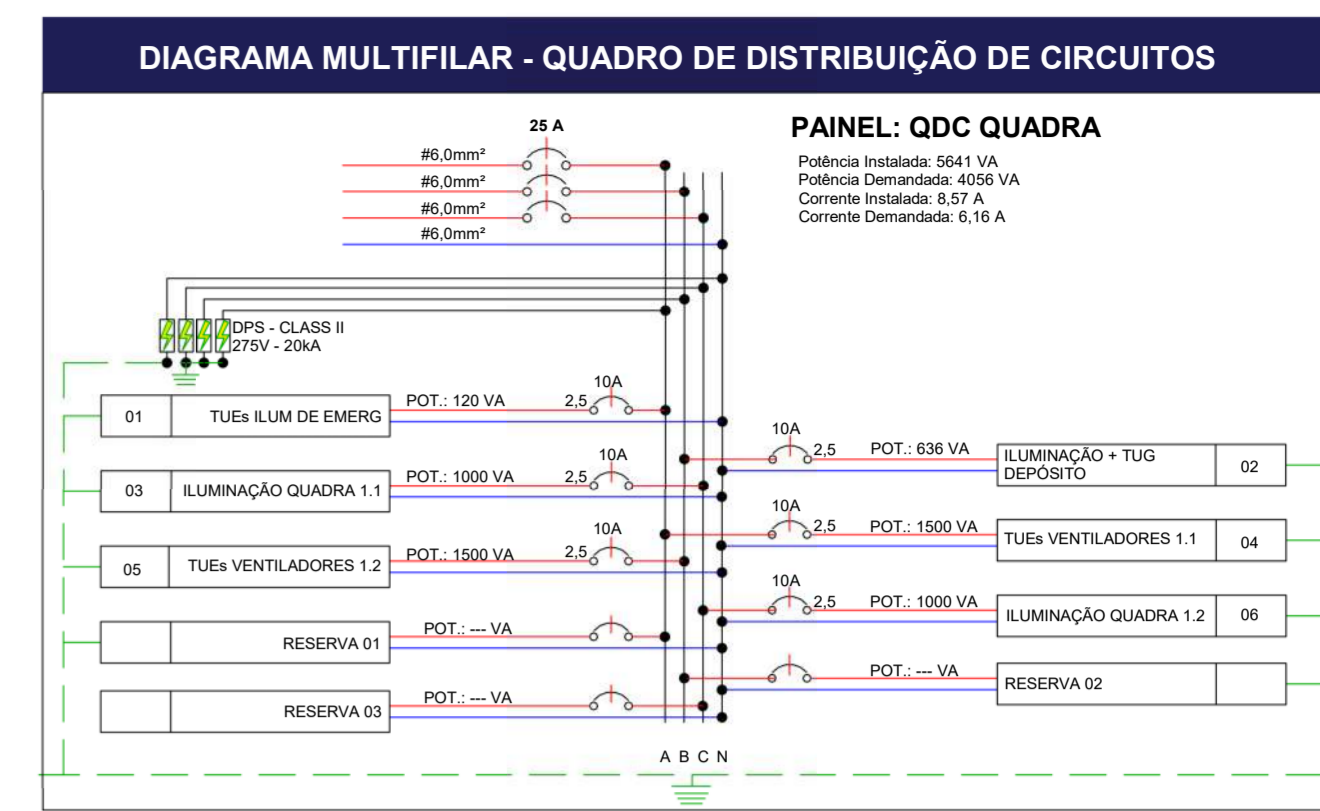 DIAGRAMA MULTIFILAR - QUADRO DE DISTRIBUIÇÃO DE CIRCUITOS
25 A
PAINEL: QDC QUADRA
Potência Instalada: 5641 VA
Potência Demandada: 4056 VA
Corrente Instalada: 8,57 A
Corrente Demandada: 6,16 A
#6,0mm²
#6,0mm²
#6,0mm²
#6,0mm²
DPS - CLASS II
275V - 20kA
01 TUEs ILUM DE EMERG POT.: 120 VA 2,5 10A
10A 2,5 POT.: 636 VA ILUMINAÇÃO + TUG
DEPÓSITO 02
03 ILUMINAÇÃO QUADRA 1.1 POT.: 1000 VA 2,5 10A
10A 2,5 POT.: 1500 VA TUEs VENTILADORES 1.1 04
05 TUEs VENTILADORES 1.2 POT.: 1500 VA 2,5 10A
10A 2,5 POT.: 1000 VA ILUMINAÇÃO QUADRA 1.2 06
RESERVA 01 POT.: --- VA
POT.: --- VA RESERVA 02
RESERVA 03 POT.: --- VA
A B C N